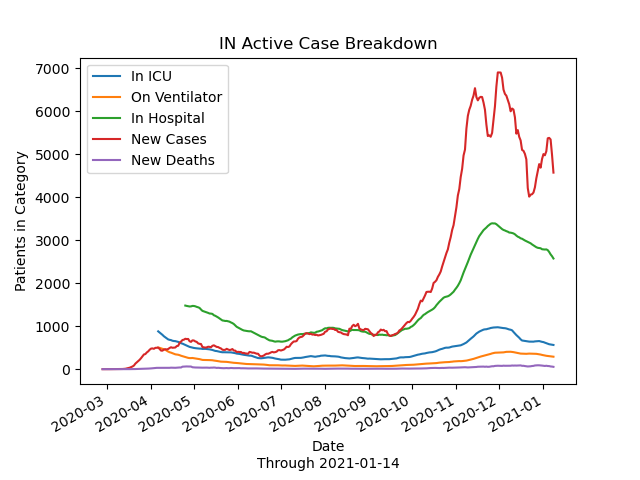 IN Active Case Breakdown
In ICU
On Ventilator
In Hospital
New Cases
New Deaths
Patients in Category
7000
6000
5000
4000
3000
2000
1000
0
2020-03
2020-04
2020-05
2020-06
2020-07
2020-08
2020-09
2020-10
2020-11
2020-12
2021-01
Date
Through 2021-01-14